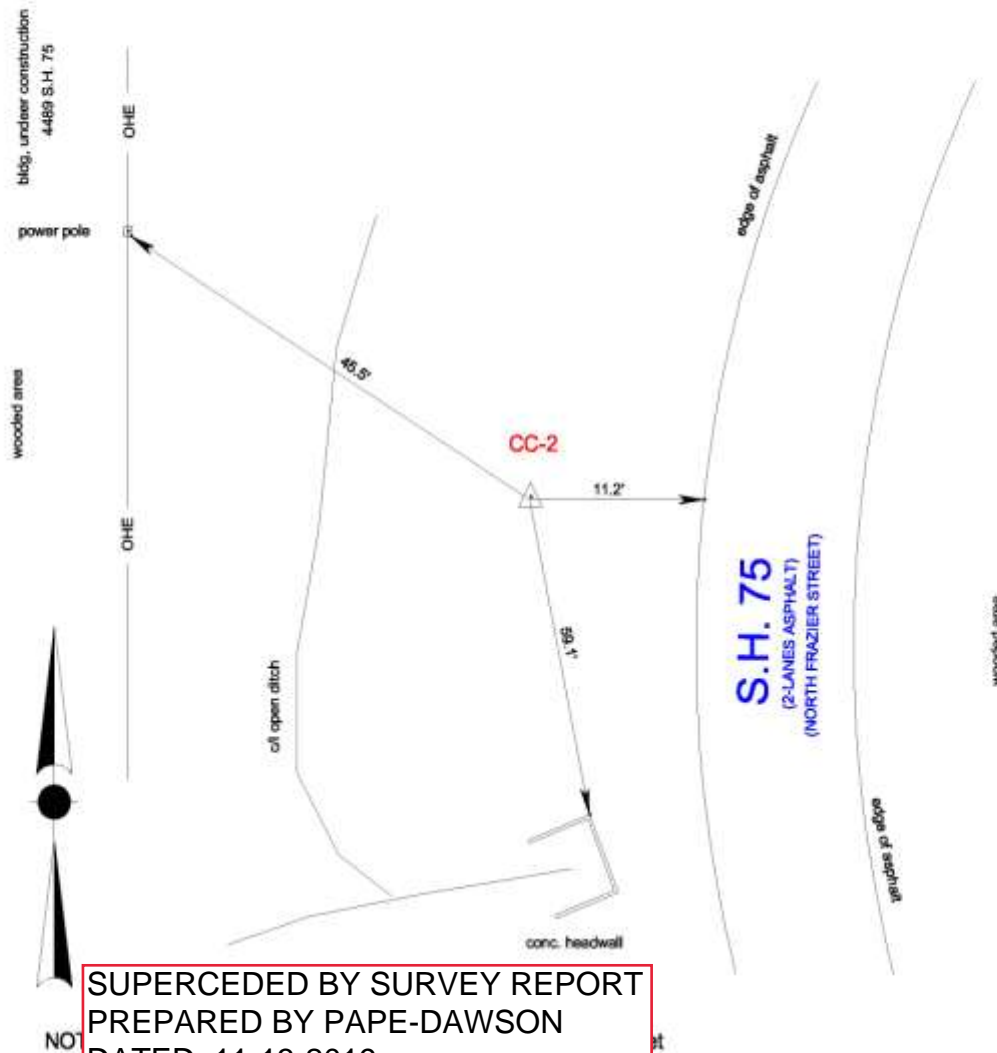 bldg, undeer construction
4489 S.H. 75
OHE
edge of asphalt
power pole
45.5'
wooded area
CC-2
11.2'
OHE
S.H. 75
(2-LANES ASPHALT)
(NORTH FRAZIER STREET)
59.1'
c/l open ditch
edge of asphalt
conc. headwall
SUPERCEDED BY SURVEY REPORT
PREPARED BY PAPE-DAWSON